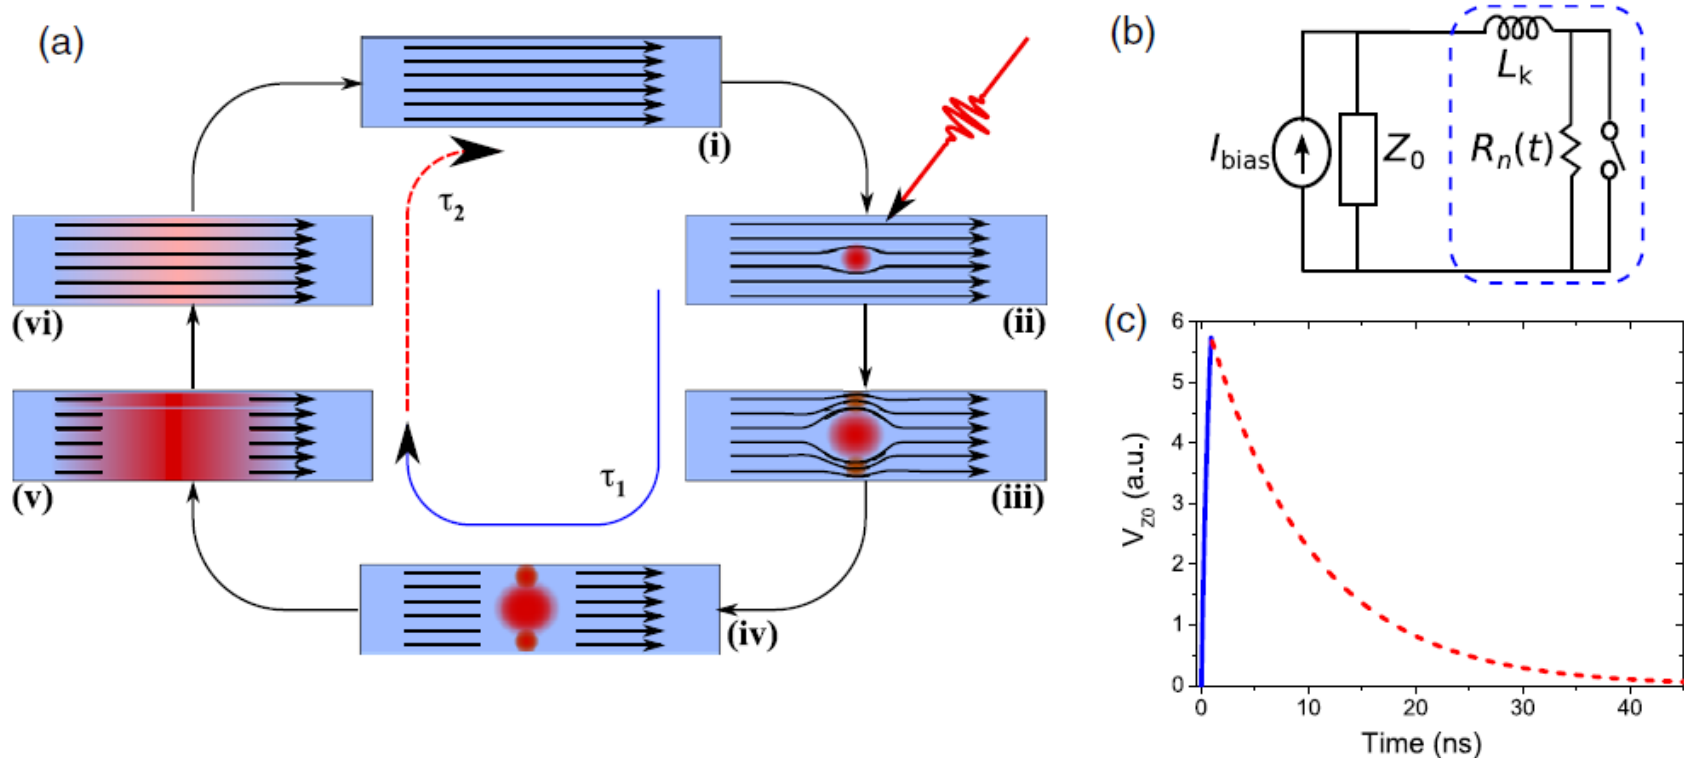 (a)
(i)
τ2
(vi)
(ii)
(v)
τ1
(iii)
(iv)
(b)
Lk
Ibias
Z0
Rn(t)
(c)
6
5
4
3
2
1
0
VZ0 (a.u.)
0 10 20 30 40
Time (ns)